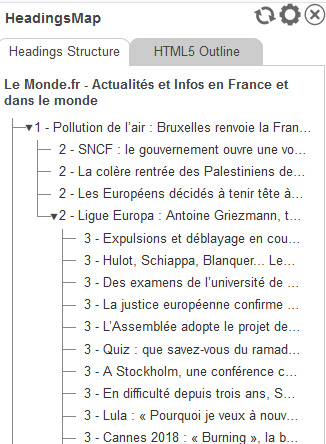 HeadingsMap
Headings Structure
HTML5 Outline
Le Monde.fr - Actualités et Infos en France et
dans le monde
1 - Pollution de l'air : Bruxelles renvoie la Fran...
2 - SNCF : le gouvernement ouvre une vo...
2 - La colère rentrée des Palestiniens de...
2 - Les Européens décidés à tenir tête à...
2 - Ligue Europa : Antoine Griezmann, t...
3 - Expulsions et déblayage en cou...
3 - Hulot, Schiappa, Blanquer... Le...
3 - Des examens de l'université de ...
3 - La justice européenne confirme ...
3 - L'Assemblée adopte le projet de...
3 - Quiz : que savez-vous du ramad...
3 - A Stockholm, une conférence c...
3 - En difficulté depuis trois ans, S...
3 - Lula : « Pourquoi je veux à nouv...
3 - Cannes 2018 : « Burning », la b...